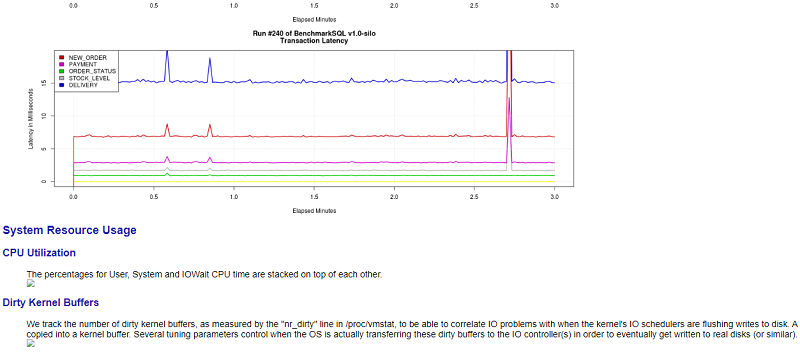 0.0 0.5 1.0 1.5 2.0 2.5 3.0
Elapsed Minutes
Run #240 of BenchmarkSQL v1.0-silo
Transaction Latency
NEW_ORDER
PAYMENT
ORDER_STATUS
STOCK_LEVEL
DELIVERY
Latency in Milliseconds
15
10
5
0
0.0 0.5 1.0 1.5 2.0 2.5 3.0
Elapsed Minutes
System Resource Usage
CPU Utilization
The percentages for User, System and IOWait CPU time are stacked on top of each other.
Dirty Kernel Buffers
We track the number of dirty kernel buffers, as measured by the "nr_dirty" line in /proc/vmstat, to be able to correlate IO problems with when the kernel's IO schedulers are flushing writes to disk. A
copied into a kernel buffer. Several tuning parameters control when the OS is actually transferring these dirty buffers to the IO controller(s) in order to eventually get written to real disks (or similar).